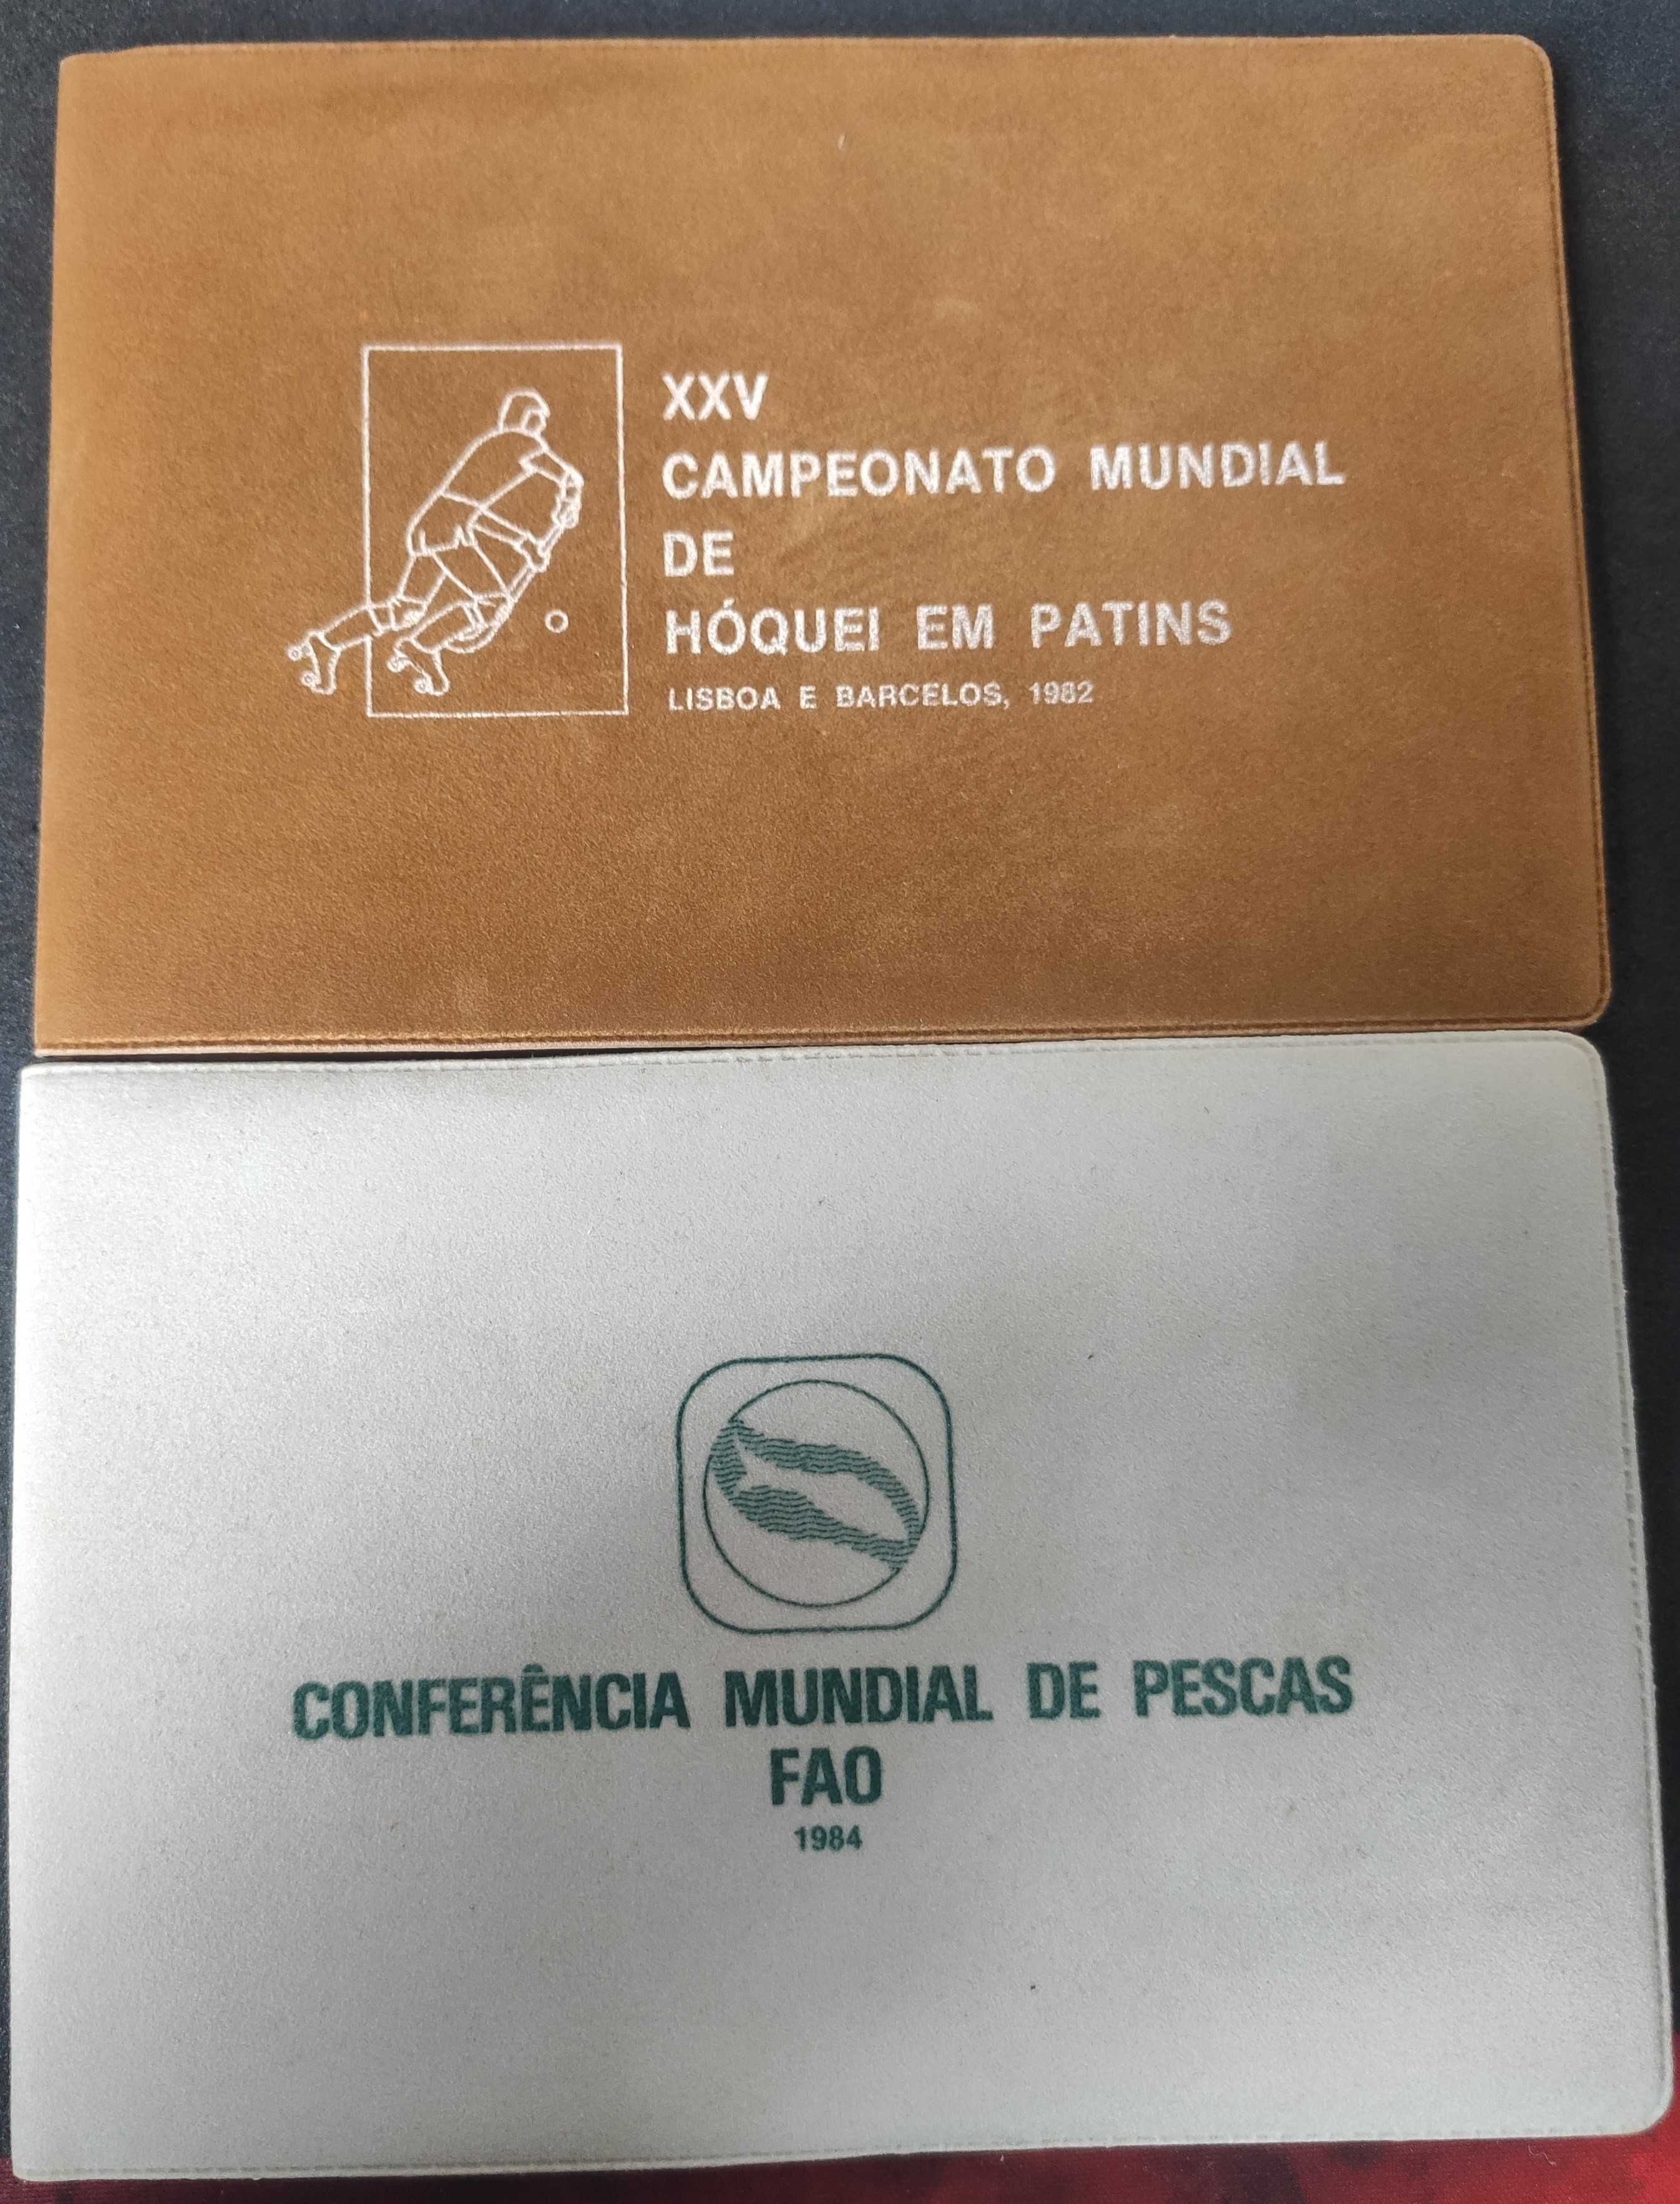 XXV
CAMPEONATO MUNDIAL
DE
HÓQUEI EM PATINS
LISBOA E BARCELOS, 1982
CONFERÊNCIA MUNDIAL DE PESCAS
FAO
1984